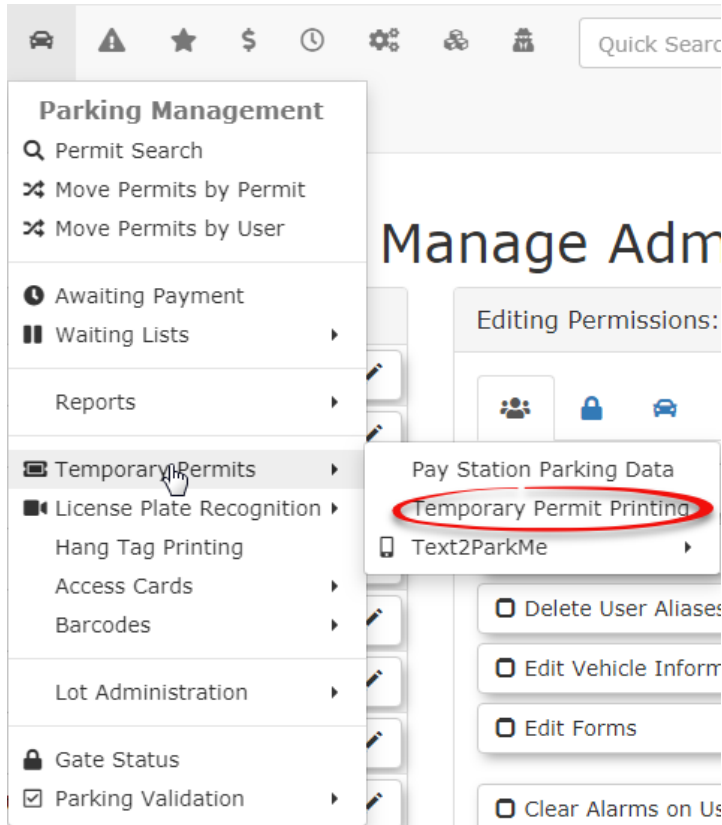 $
Quick Searc
Parking Management
Permit Search
Move Permits by Permit
Move Permits by User
Awaiting Payment
Waiting Lists
Reports
Temporary Permits
License Plate Recognition
Hang Tag Printing
Access Cards
Barcodes
Lot Administration
Gate Status
Parking Validation
Pay Station Parking Data
Temporary Permit Printing
Text2ParkMe
Manage Adm
Editing Permissions:
Delete User Aliases
Edit Vehicle Inform
Edit Forms
Clear Alarms on Us